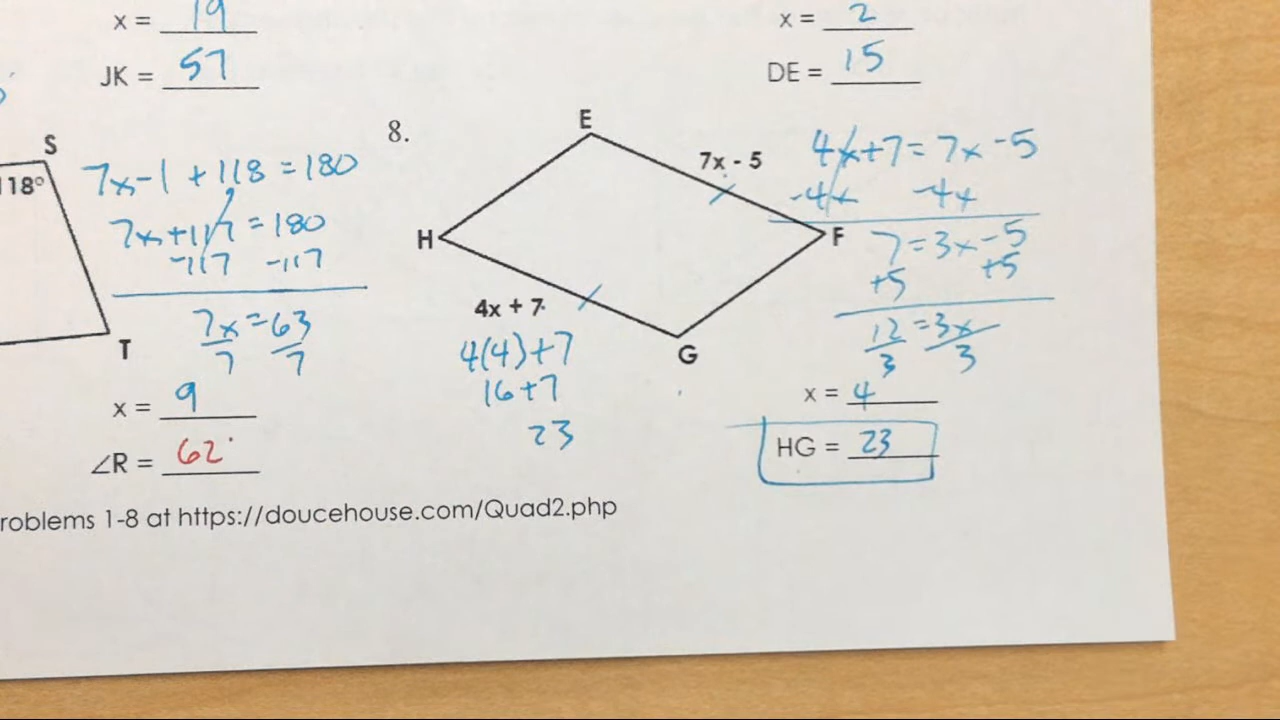 x = 19
JK = 57
x = 2
DE = 15
S
118°
T
7x-1 + 118 = 180
7x+117 = 180
-117 -117
7x = 63
7 7
x = 9
∠R = 62°
8.
E
7x - 5
H
F
4x + 7
G
4(4)+7
16+7
23
4x+7 = 7x -5
-4x -4x
7 = 3x -5
+5 +5
12 = 3x
3 3
x = 4
HG = 23
roblems 1-8 at https://doucehouse.com/Quad2.php